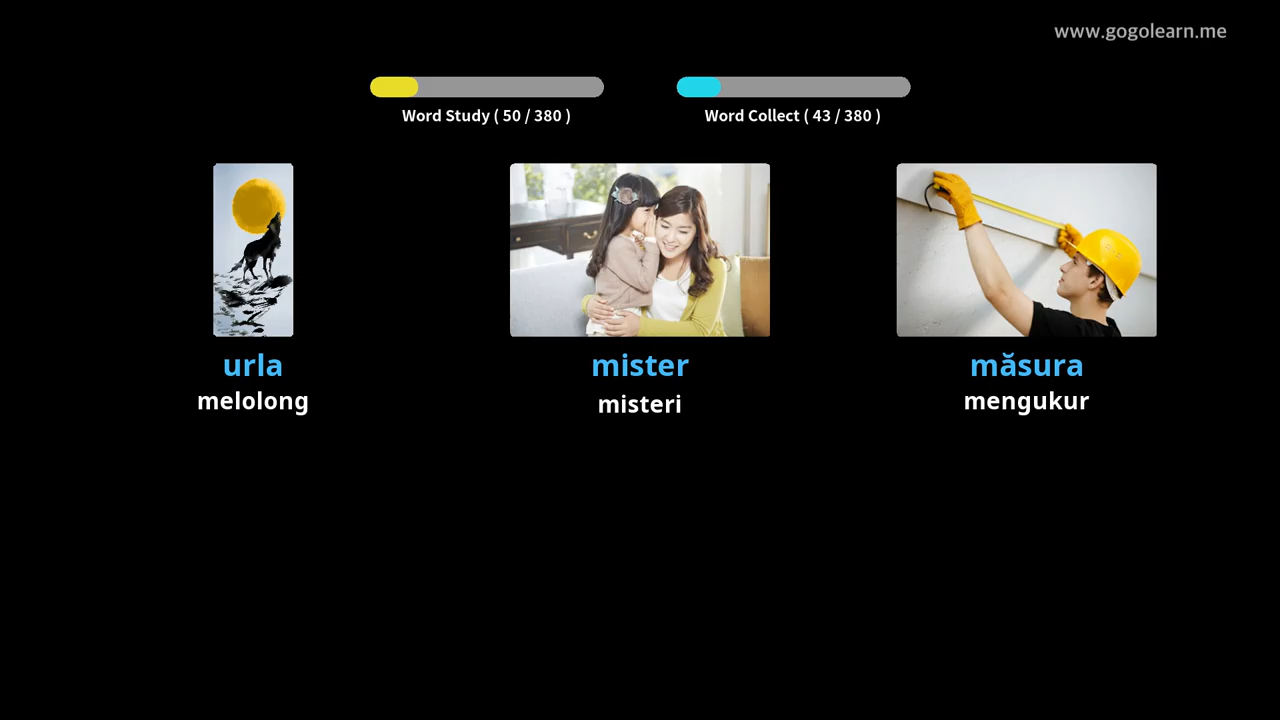 www.gogolearn.me
Word Study ( 50 / 380 )
Word Collect ( 43 / 380 )
urla
melolong
mister
misteri
măsura
mengukur